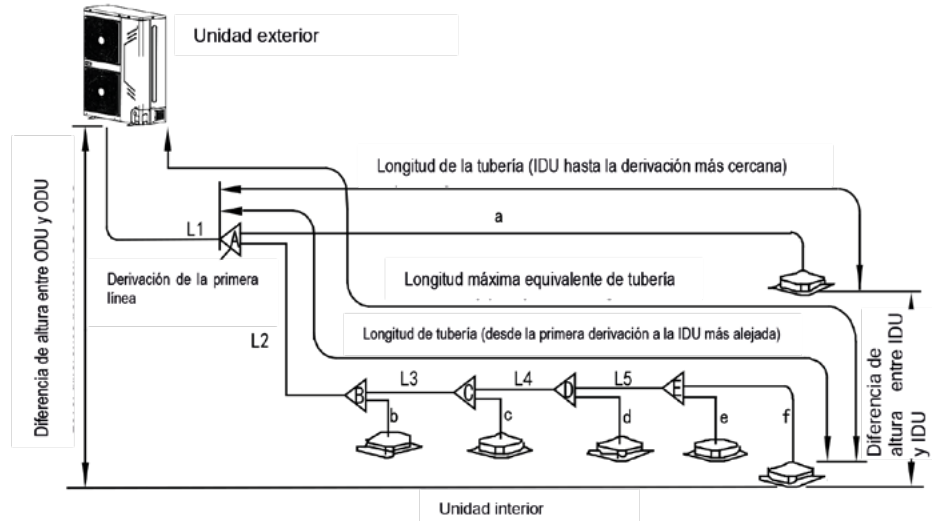 Unidad exterior
Diferencia de altura entre ODU y ODU
Longitud de la tubería (IDU hasta la derivación más cercana)
a
L1
A
Derivación de la primera
línea
Longitud máxima equivalente de tubería
L2
Longitud de tubería (desde la primera derivación a la IDU más alejada)
L3
L4
L5
B
C
D
E
b
c
d
e
f
Diferencia de
altura entre IDU
y IDU
Unidad interior